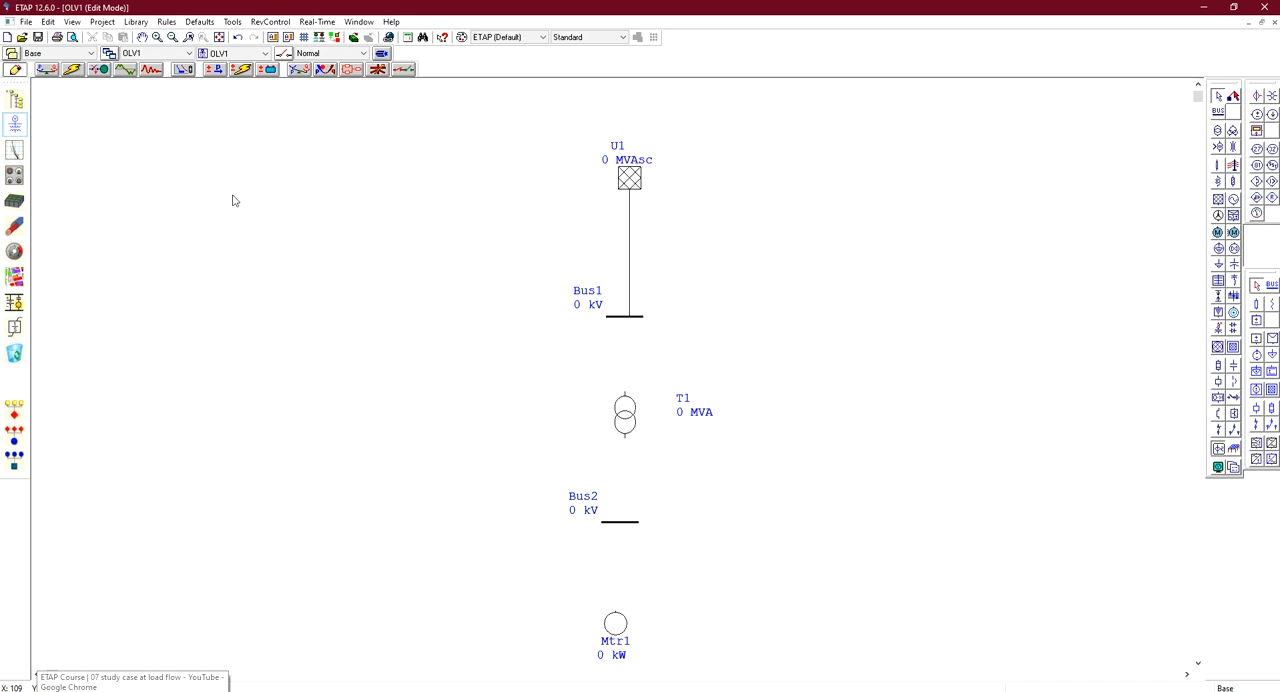 ETAP 12.6.0 - [OLV1 (Edit Mode)]
File Edit View Project Library Rules Defaults Tools RevControl Real-Time Window Help
ETAP (Default) Standard
Base OLV1 OLV1 Normal
U1
0 MVAsc
Bus1
0 kV
T1
0 MVA
Bus2
0 kV
Mtr1
0 kW
BUS
BUS
ETAP Course | 07 study case at load flow - YouTube -
Google Chrome
X: 109
Base